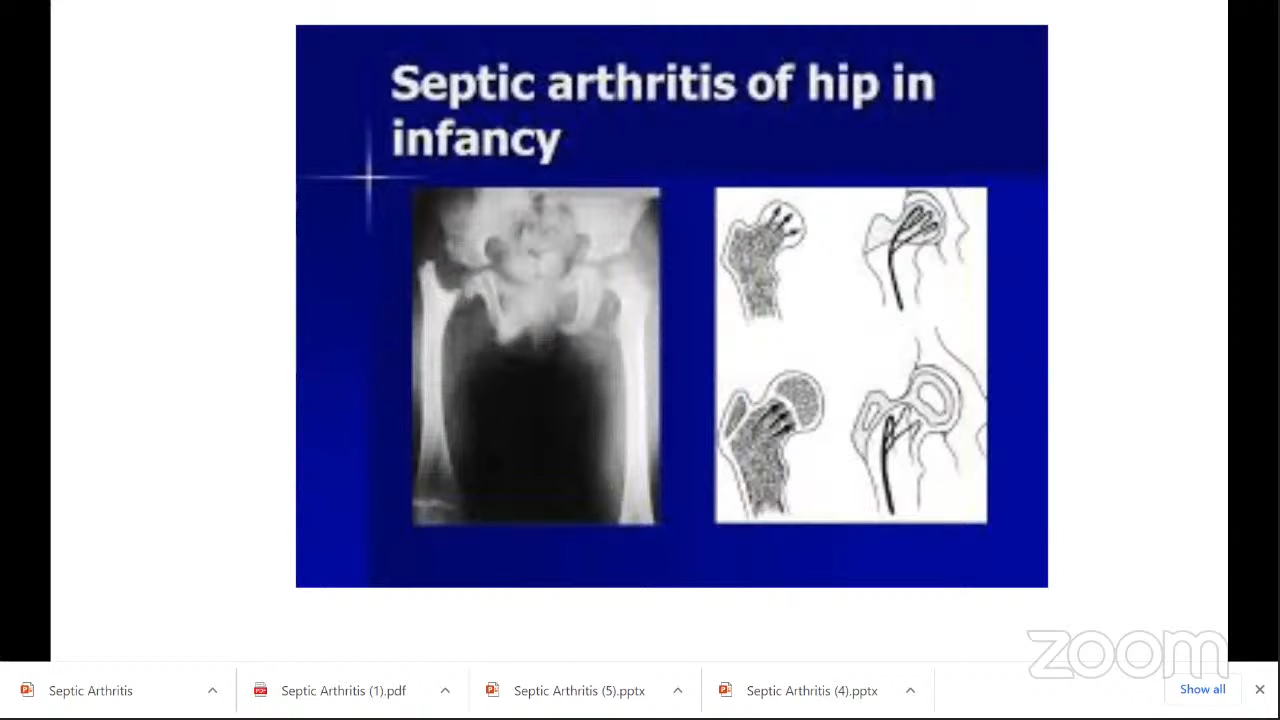 Septic arthritis of hip in
infancy
zoom
Septic Arthritis
Septic Arthritis (1).pdf
Septic Arthritis (5).pptx
Septic Arthritis (4).pptx
Show all